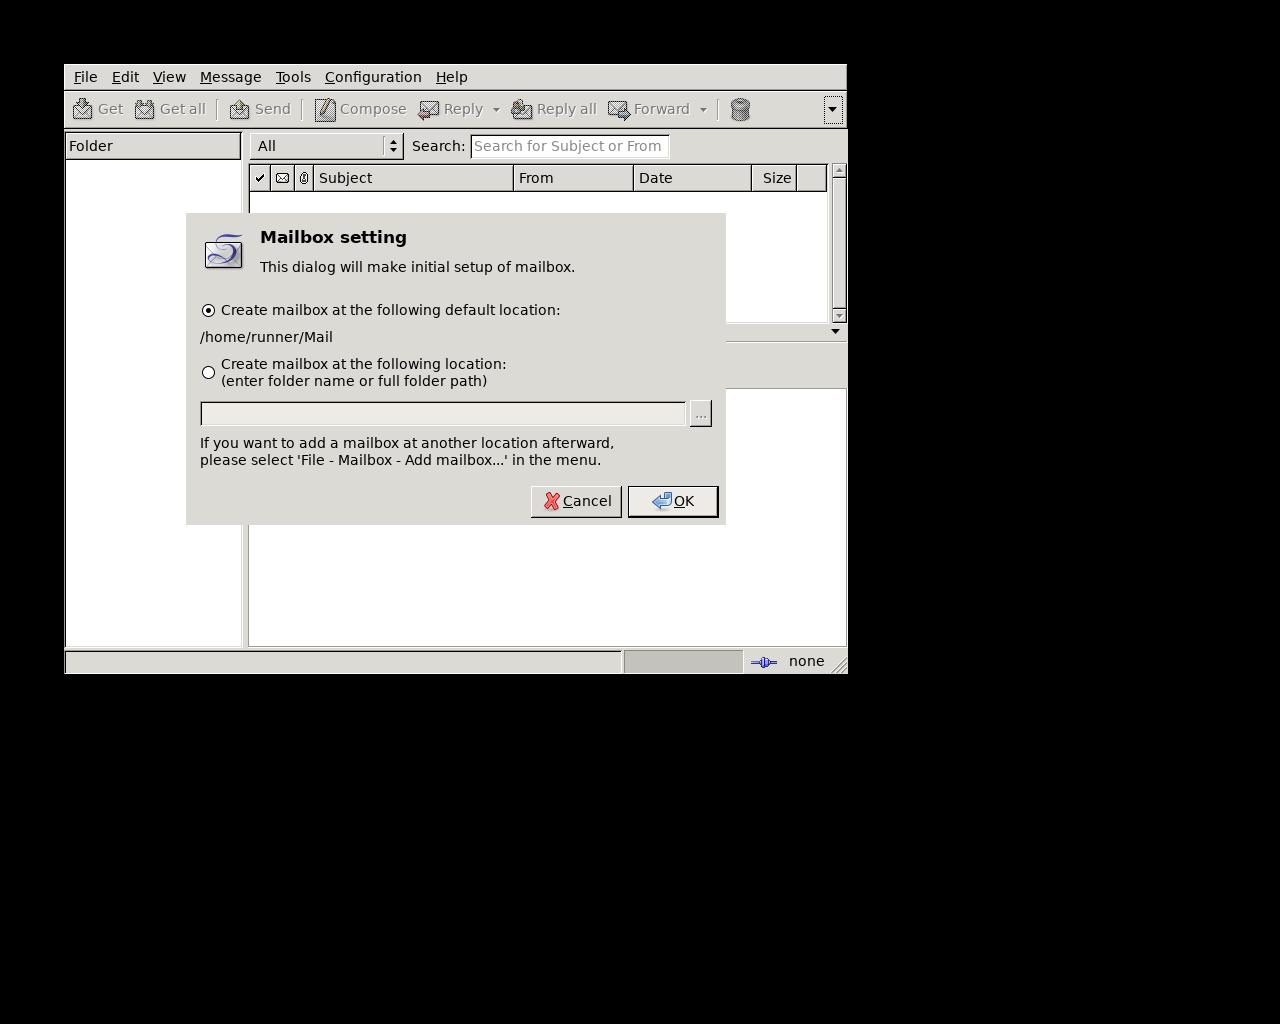 File Edit View Message Tools Configuration Help
Get Get all Send Compose Reply Reply all Forward
Folder All Search: Search for Subject or From
Subject From Date Size
Mailbox setting
This dialog will make initial setup of mailbox.
Create mailbox at the following default location:
/home/runner/Mail
Create mailbox at the following location:
(enter folder name or full folder path)
...
If you want to add a mailbox at another location afterward,
please select 'File - Mailbox - Add mailbox...' in the menu.
Cancel OK
none